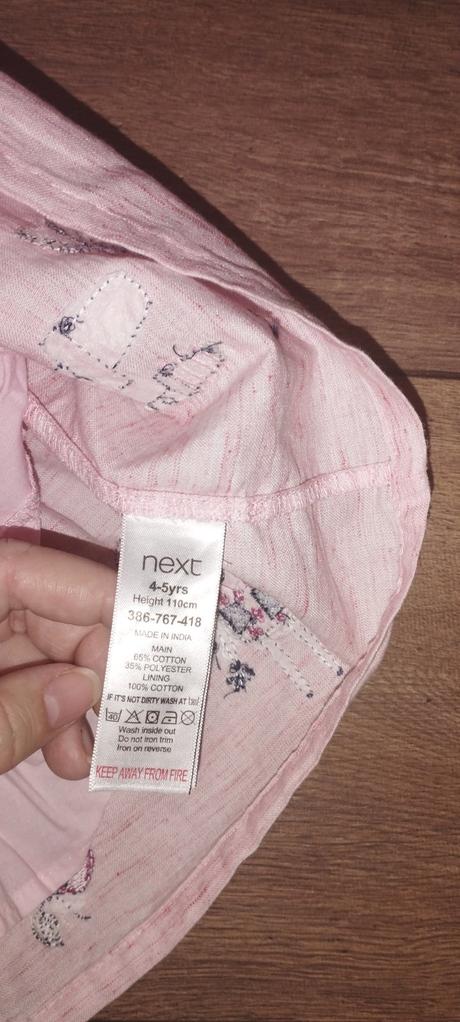 next
4-5yrs
Height 110cm
386-767-418
MADE IN INDIA
MAIN
65% COTTON
35% POLYESTER
LINING
100% COTTON
IF IT'S NOT DIRTY WASH AT 30°
40
Wash inside out
Do not iron trim
Iron on reverse
KEEP AWAY FROM FIRE